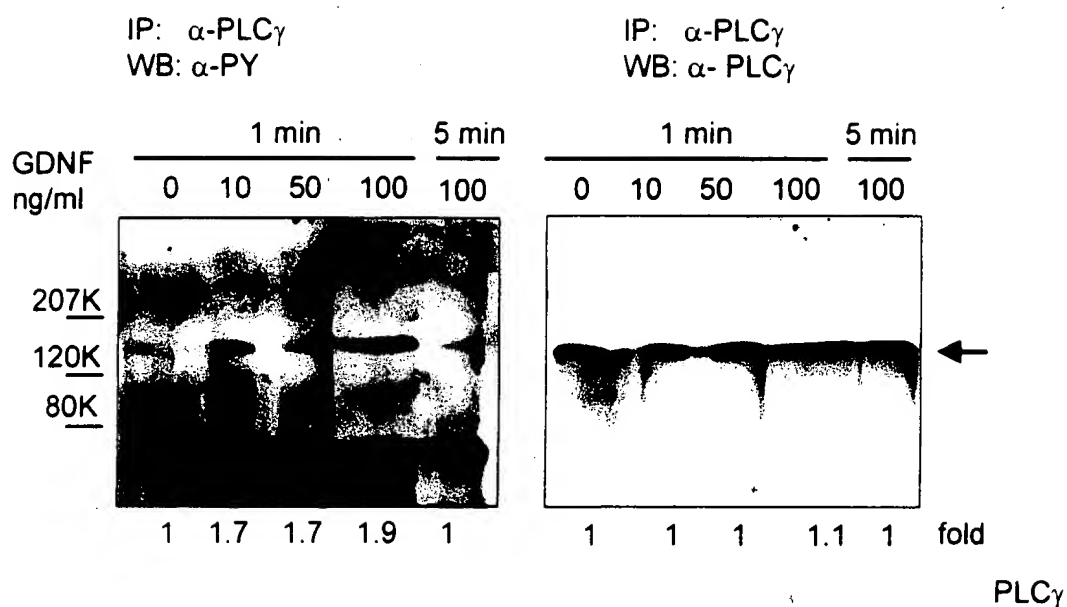 IP: α-PLCγ
WB: α-PY
IP: α-PLCγ
WB: α- PLCγ
1 min 5 min
1 min 5 min
GDNF
ng/ml 0 10 50 100 100
0 10 50 100 100
207K
120K
80K
1 1.7 1.7 1.9 1
1 1 1 1.1 1 fold
PLCγ